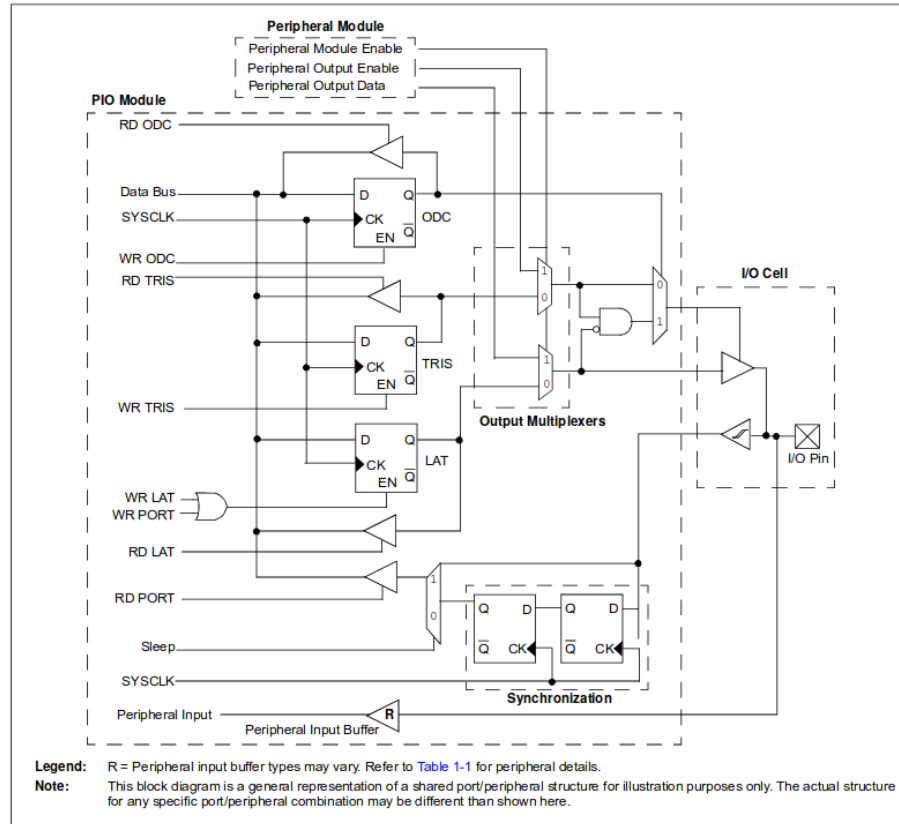 Peripheral Module
Peripheral Module Enable
Peripheral Output Enable
Peripheral Output Data
PIO Module
RD ODC
Data Bus
D Q
SYSCLK
CK
ODC
Q
EN
WR ODC
RD TRIS
1
0
I/O Cell
0
1
D Q
TRIS
CK
Q
EN
1
0
WR TRIS
Output Multiplexers
D Q
LAT
CK
Q
EN
I/O Pin
WR LAT
WR PORT
RD LAT
1
0
RD PORT
Q D Q D
Q CK Q CK
Sleep
SYSCLK
Synchronization
Peripheral Input
R
Peripheral Input Buffer
Legend: R = Peripheral input buffer types may vary. Refer to Table 1-1 for peripheral details.
Note: This block diagram is a general representation of a shared port/peripheral structure for illustration purposes only. The actual structure
for any specific port/peripheral combination may be different than shown here.